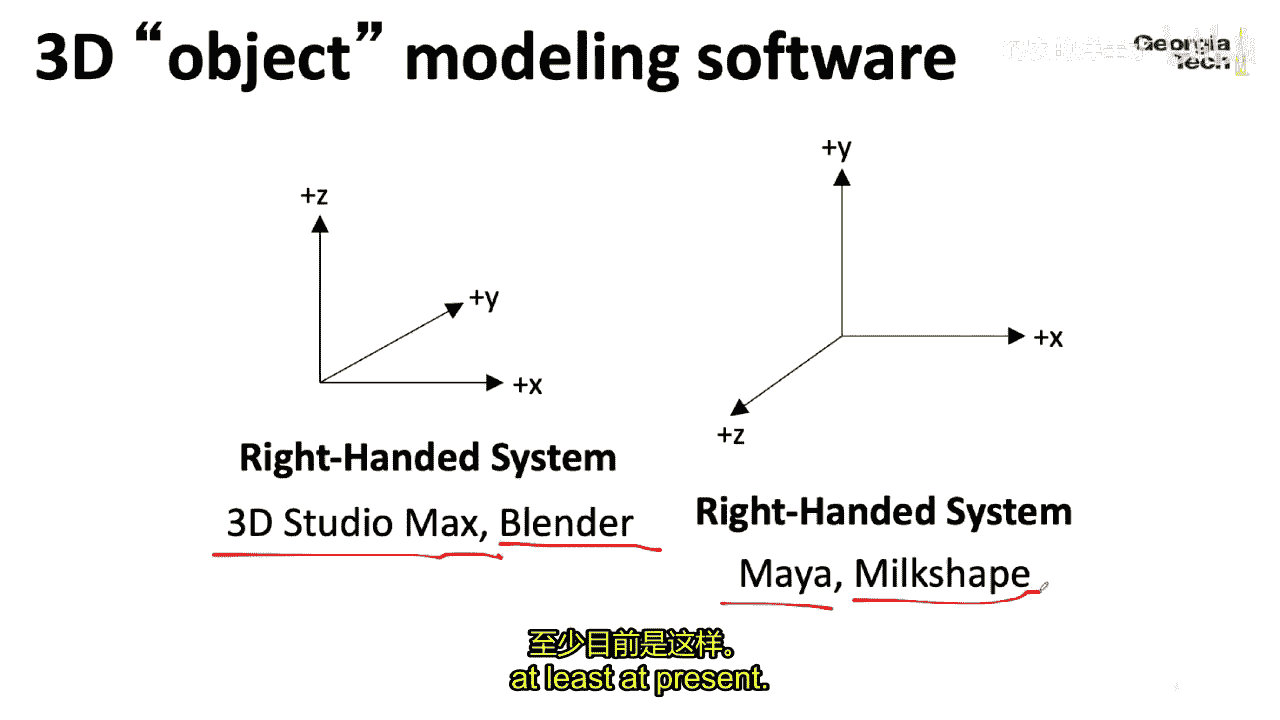 3D “object” modeling software
Georgia
Tech
+z
+y
+x
Right-Handed System
3D Studio Max, Blender
+y
+x
+z
Right-Handed System
Maya, Milkshape
至少目前是这样。
at least at present.